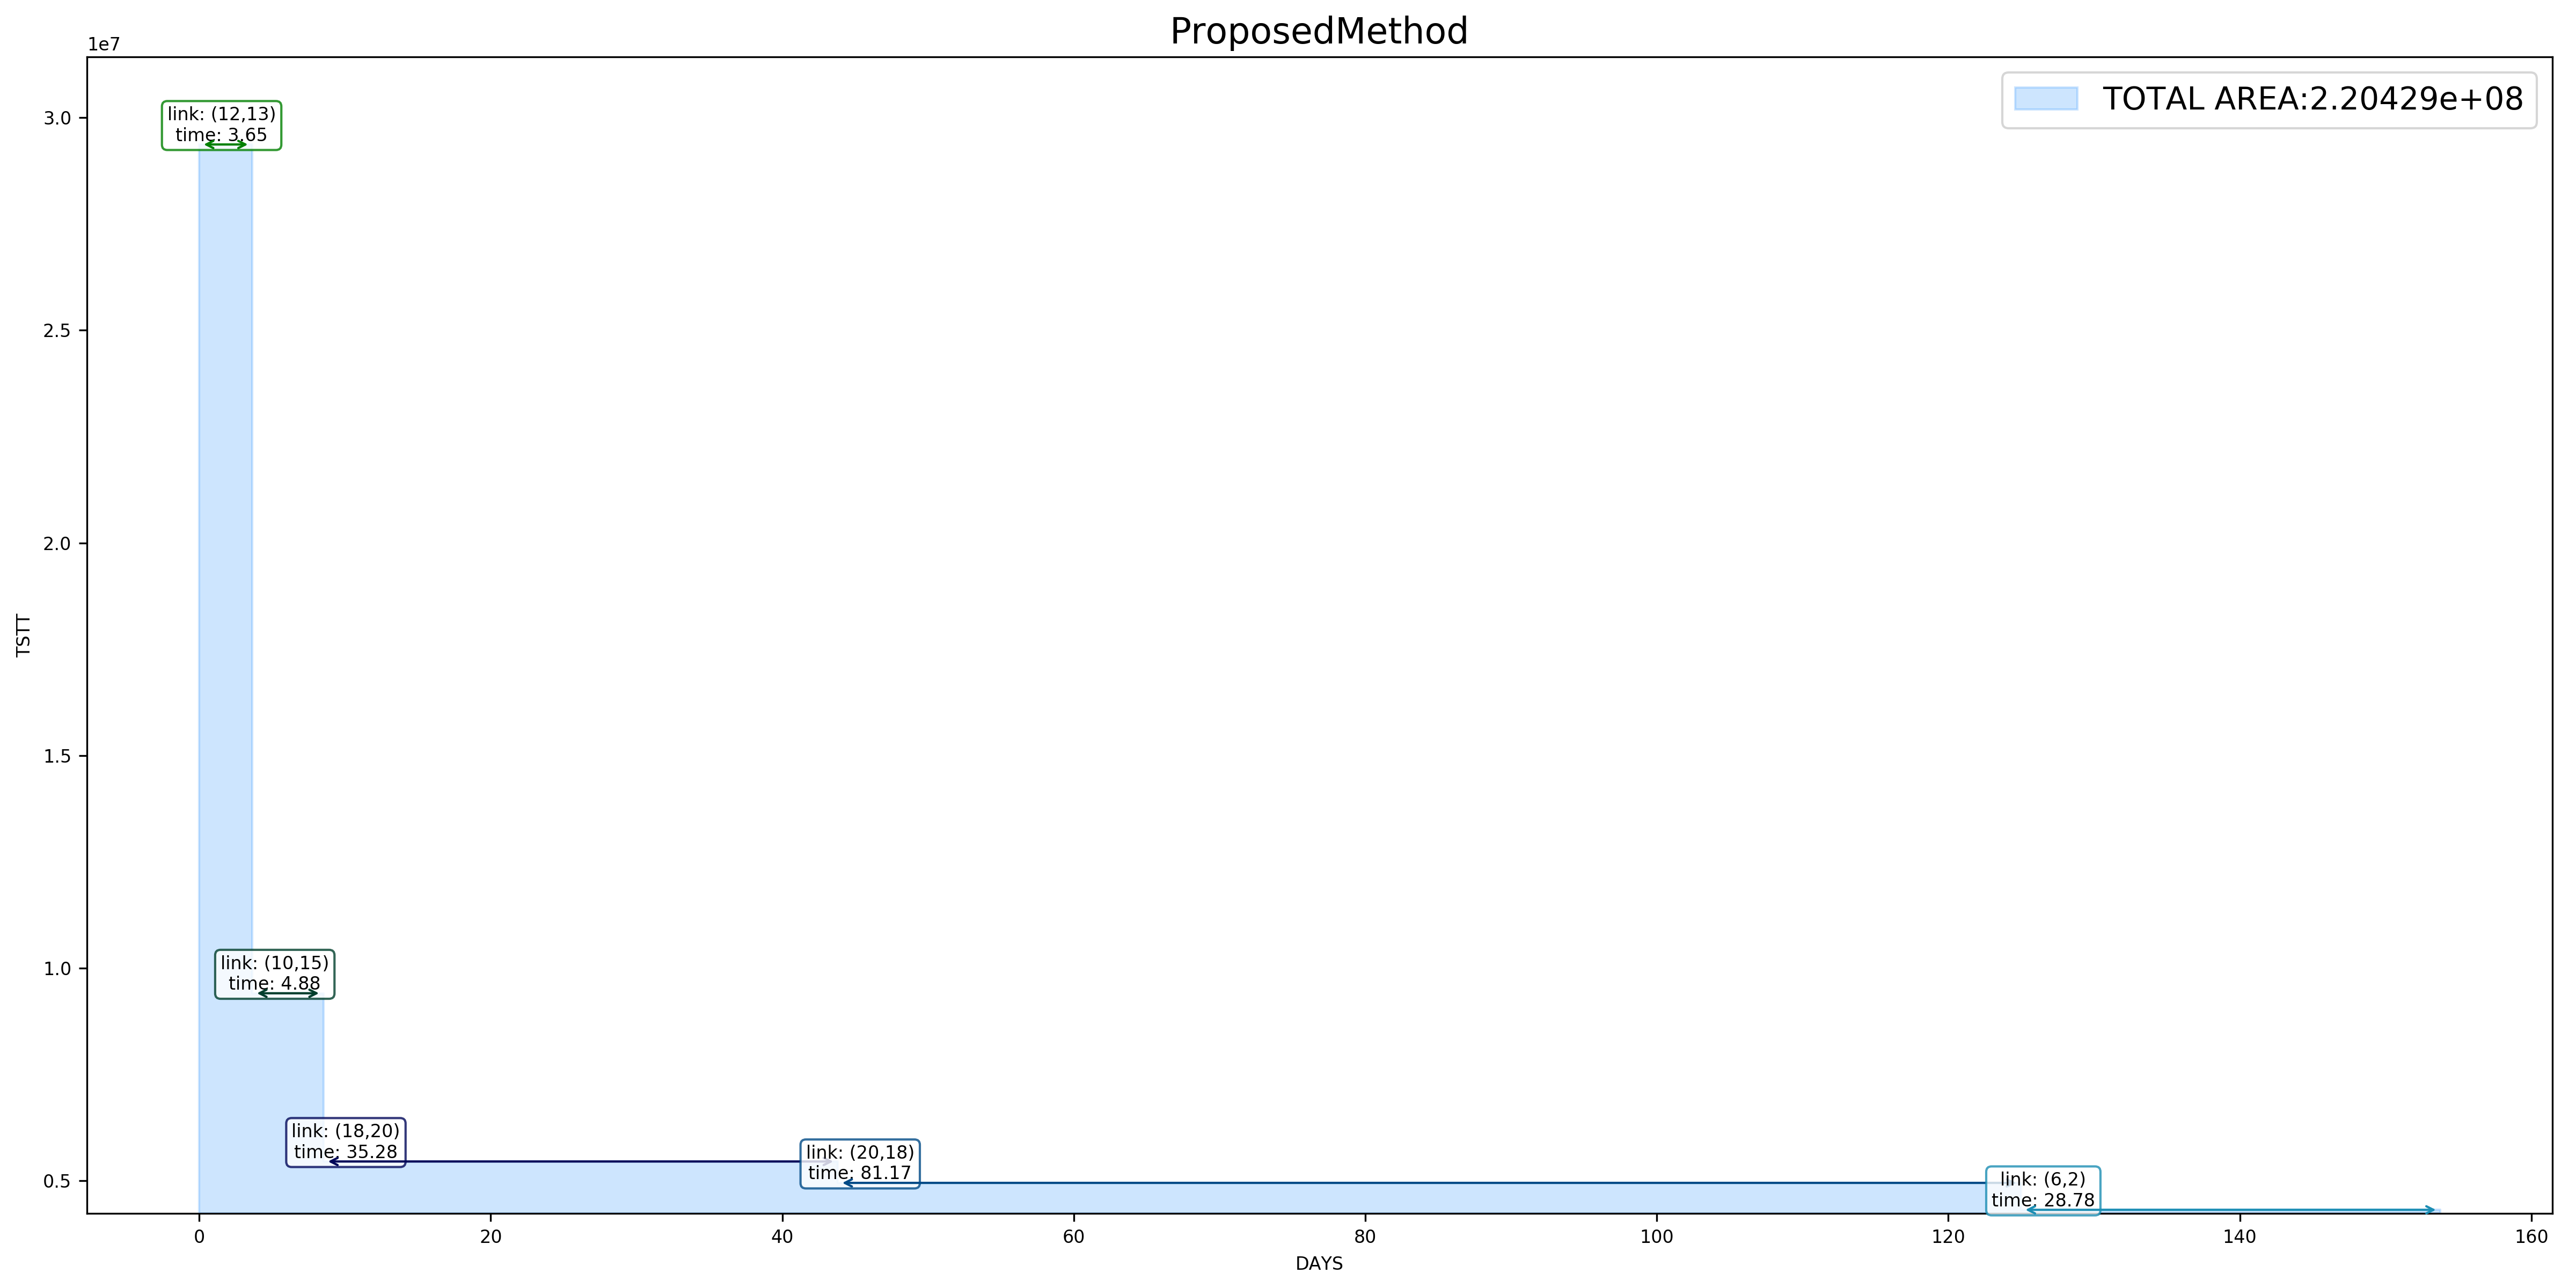 ProposedMethod
1e7
TOTAL AREA:2.20429e+08
3.0
2.5
2.0
1.5
1.0
0.5
TSTT
link: (12,13)
time: 3.65
link: (10,15)
time: 4.88
link: (18,20)
time: 35.28
link: (20,18)
time: 81.17
link: (6,2)
time: 28.78
0 20 40 60 80 100 120 140 160
DAYS